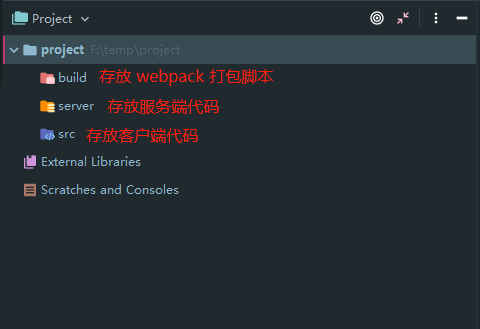 Project
project F:\temp\project
build 存放 webpack 打包脚本
server 存放服务端代码
src 存放客户端代码
External Libraries
Scratches and Consoles